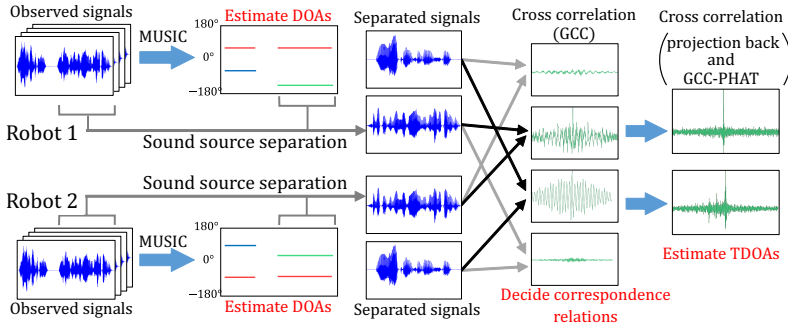 Observed signals
MUSIC
Estimate DOAs
180°
0°
−180°
Separated signals
Cross correlation
(GCC)
Cross correlation
(projection back
and
GCC-PHAT)
Robot 1
Sound source separation
Robot 2
Sound source separation
MUSIC
180°
0°
−180°
Observed signals
Estimate DOAs
Separated signals
Decide correspondence
relations
Estimate TDOAs